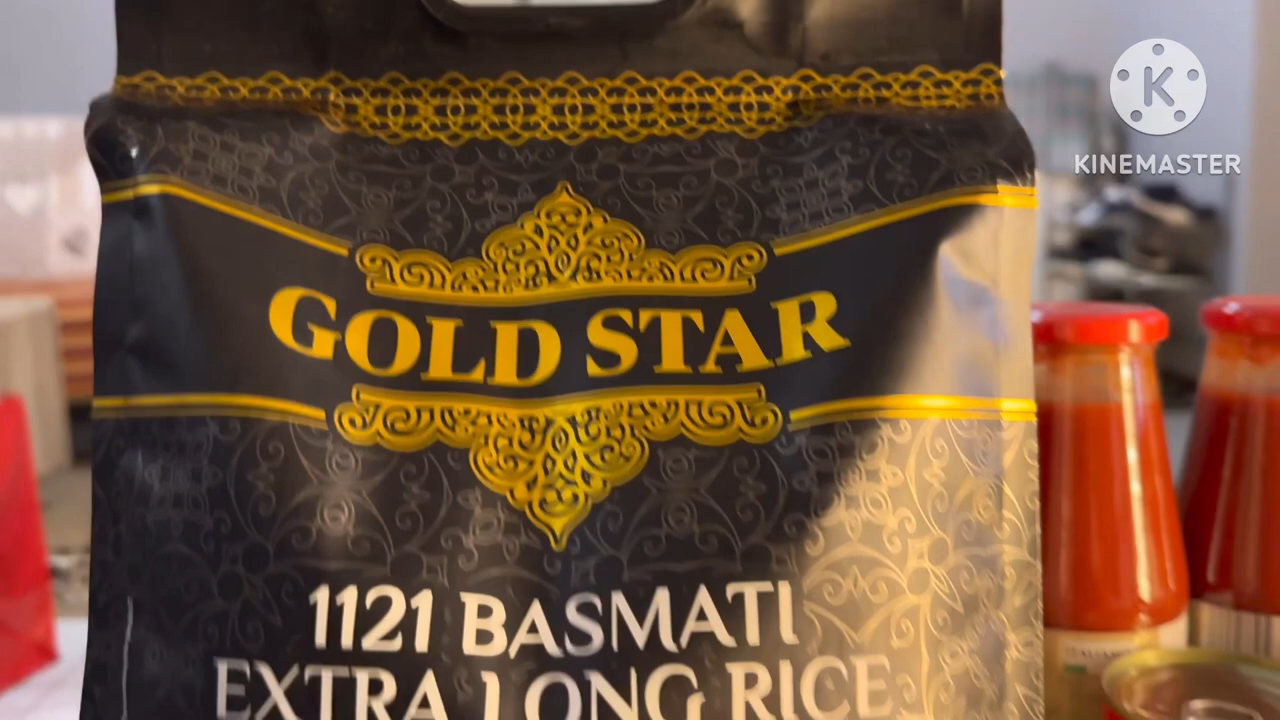 K
KINEMASTER
GOLD STAR
1121 BASMATI
EXTRA LONG RICE